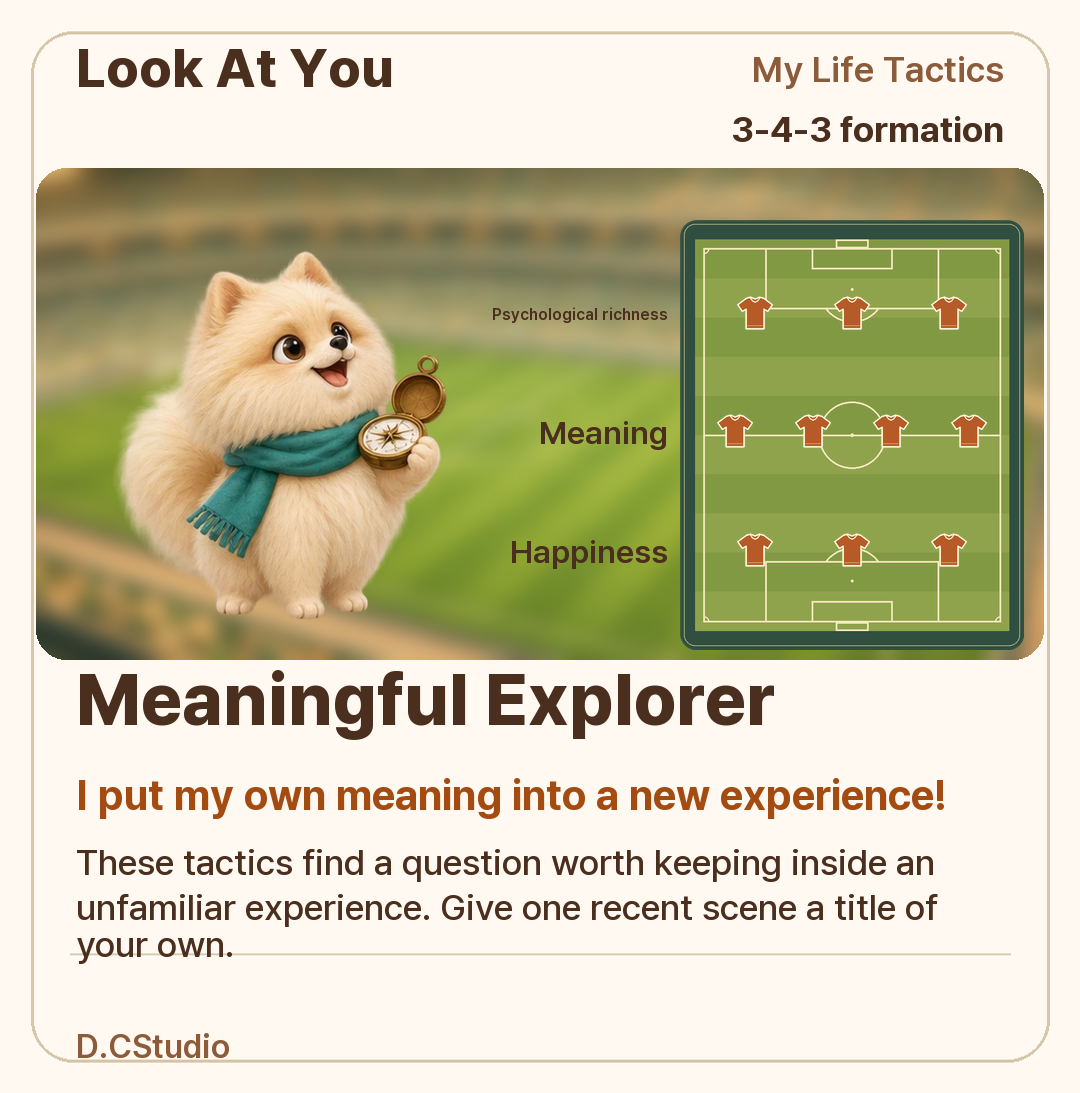 Look At You
My Life Tactics
3-4-3 formation
Psychological richness
Meaning
Happiness
Meaningful Explorer
I put my own meaning into a new experience!
These tactics find a question worth keeping inside an
unfamiliar experience. Give one recent scene a title of
your own.
D.CStudio